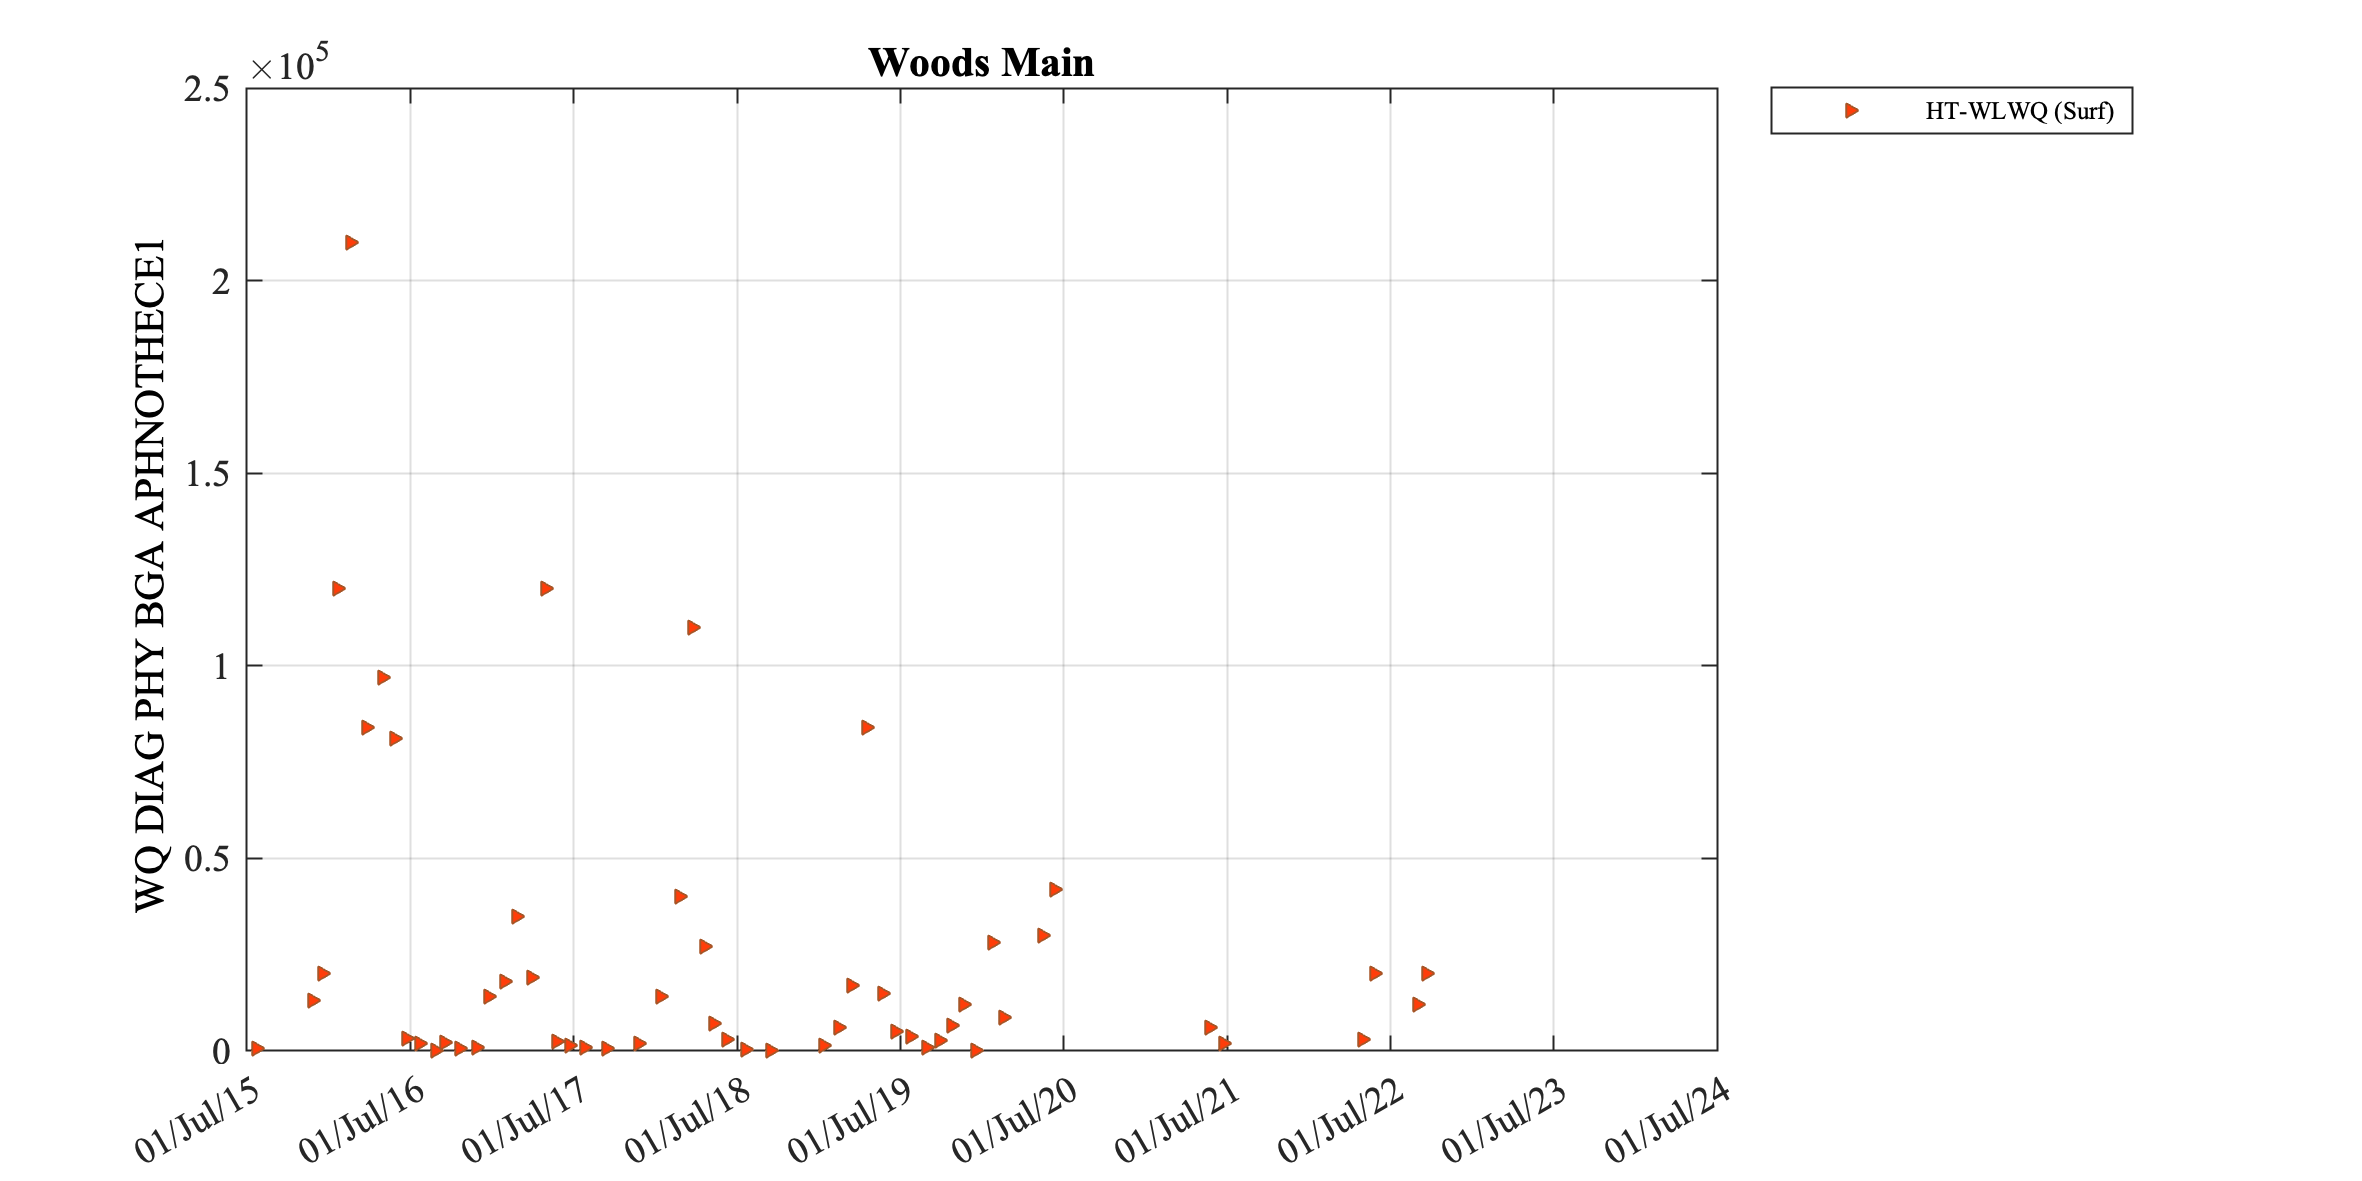 Woods Main
×10^5
2.5
2
1.5
1
0.5
0
WQ DIAG PHY BGA APHNOTHECE1
01/Jul/15
01/Jul/16
01/Jul/17
01/Jul/18
01/Jul/19
01/Jul/20
01/Jul/21
01/Jul/22
01/Jul/23
01/Jul/24
HT-WLWQ (Surf)